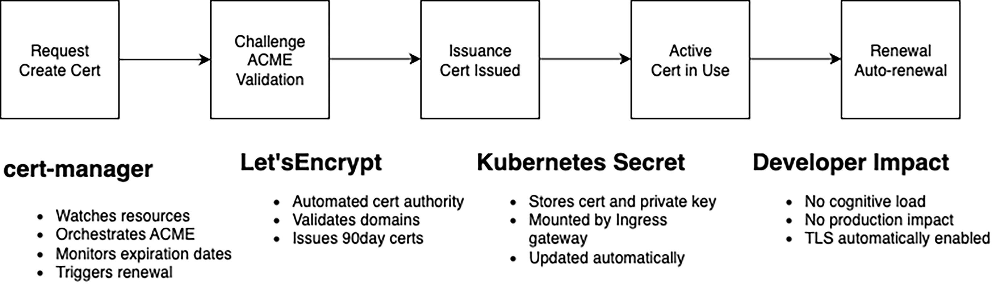 Request
Create Cert
Challenge
ACME
Validation
Issuance
Cert Issued
Active
Cert in Use
Renewal
Auto-renewal
cert-manager
• Watches resources
• Orchestrates ACME
• Monitors expiration dates
• Triggers renewal
Let'sEncrypt
• Automated cert authority
• Validates domains
• Issues 90day certs
Kubernetes Secret
• Stores cert and private key
• Mounted by Ingress
gateway
• Updated automatically
Developer Impact
• No cognitive load
• No production impact
• TLS automatically enabled